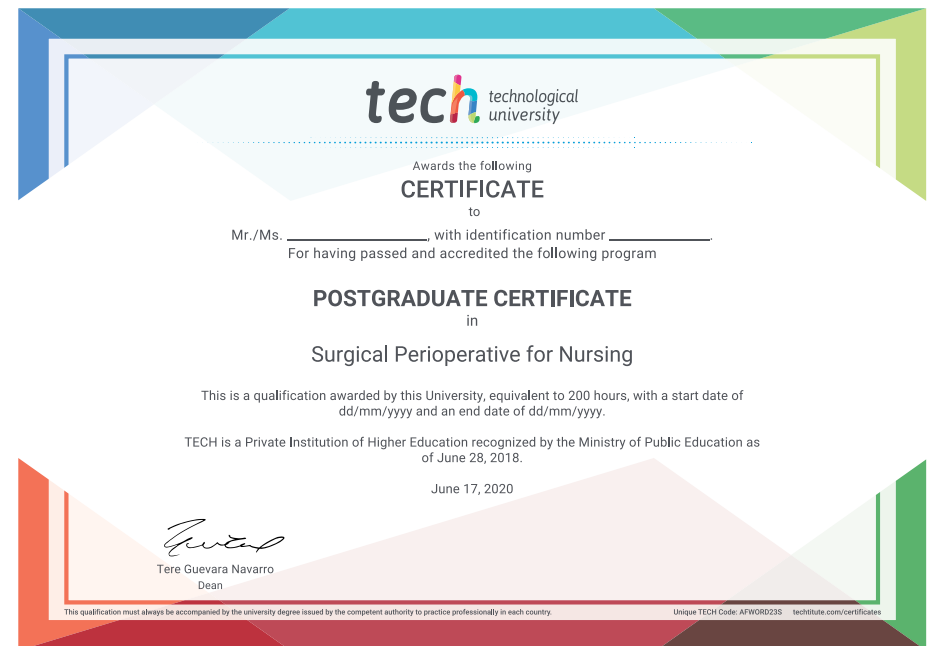 tech technological
university
Awards the following
CERTIFICATE
to
Mr./Ms. ____________________, with identification number ______________.
For having passed and accredited the following program
POSTGRADUATE CERTIFICATE
in
Surgical Perioperative for Nursing
This is a qualification awarded by this University, equivalent to 200 hours, with a start date of
dd/mm/yyyy and an end date of dd/mm/yyyy.
TECH is a Private Institution of Higher Education recognized by the Ministry of Public Education as
of June 28, 2018.
June 17, 2020
Tere Guevara Navarro
Dean
This qualification must always be accompanied by the university degree issued by the competent authority to practice professionally in each country. Unique TECH Code: AFWORD23S techtitute.com/certificates